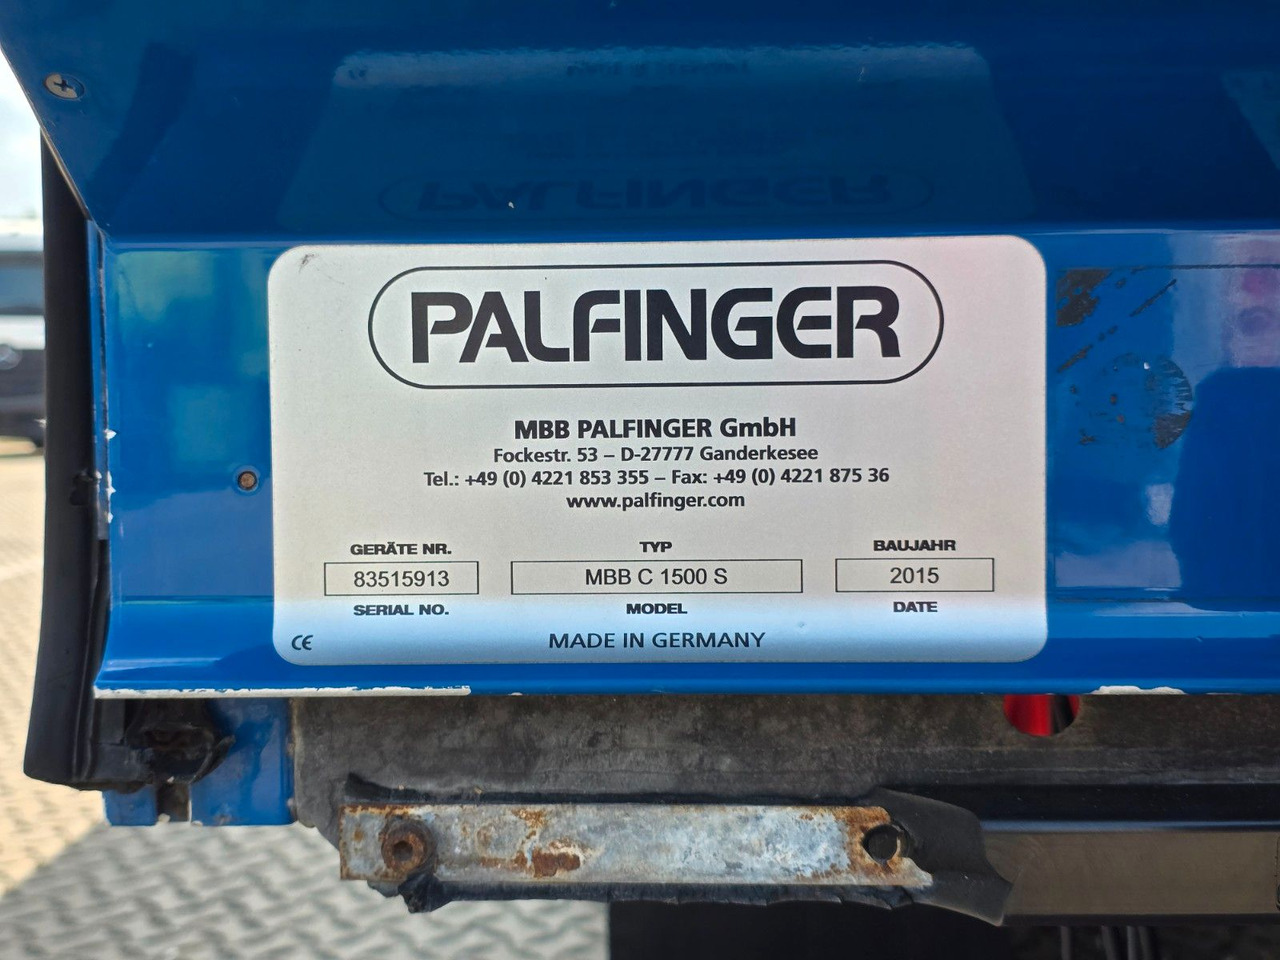 PALFINGER
MBB PALFINGER GmbH
Fockestr. 53 – D-27777 Ganderkesee
Tel.: +49 (0) 4221 853 355 – Fax: +49 (0) 4221 875 36
www.palfinger.com
GERÄTE NR. TYP BAUJAHR
83515913 MBB C 1500 S 2015
SERIAL NO. MODEL DATE
CE MADE IN GERMANY